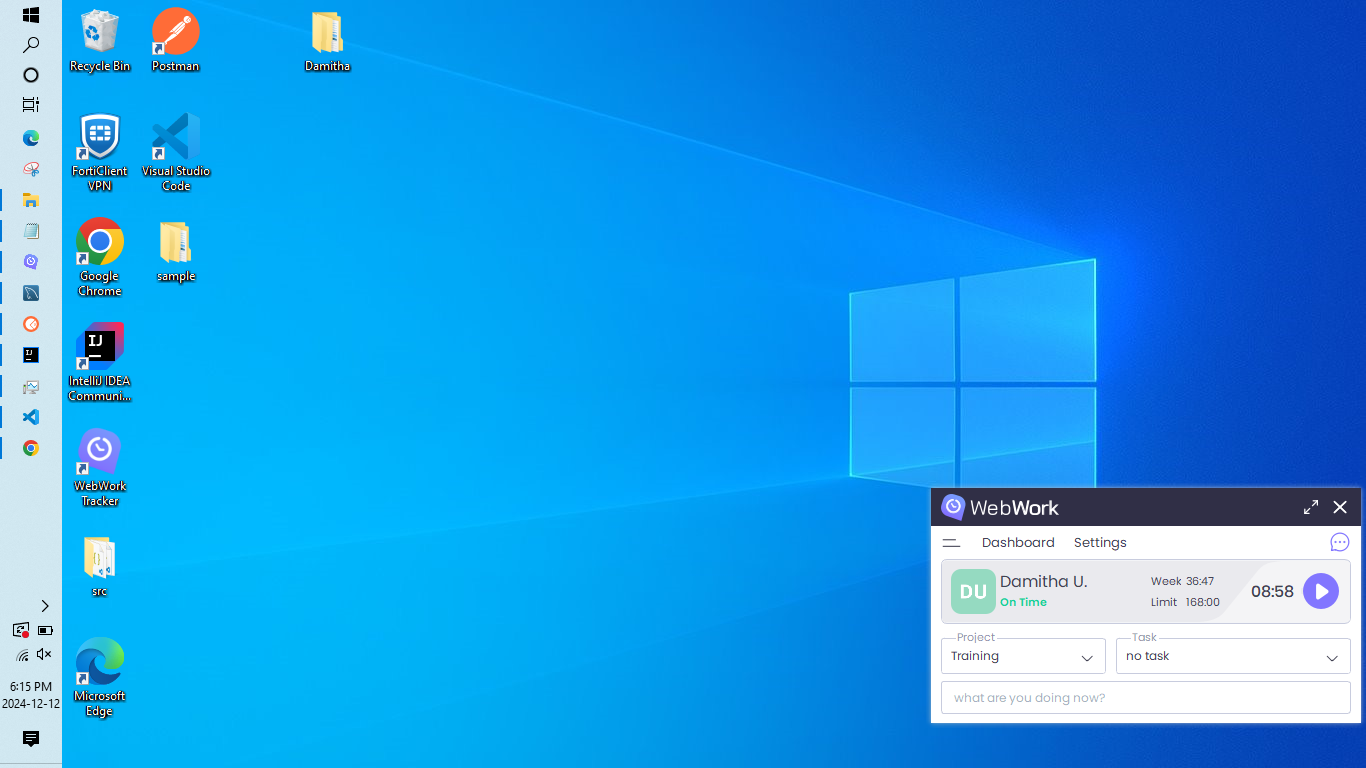 Recycle Bin
Postman
Damitha
FortiClient
VPN
Visual Studio
Code
Google
Chrome
sample
IJ
IntelliJ IDEA
Communi...
WebWork
Tracker
src
Microsoft
Edge
IJ
6:15 PM
2024-12-12
WebWork
Dashboard
Settings
DU
Damitha U.
On Time
Week 36:47
Limit 168:00
08:58
Project
Training
Task
no task
what are you doing now?